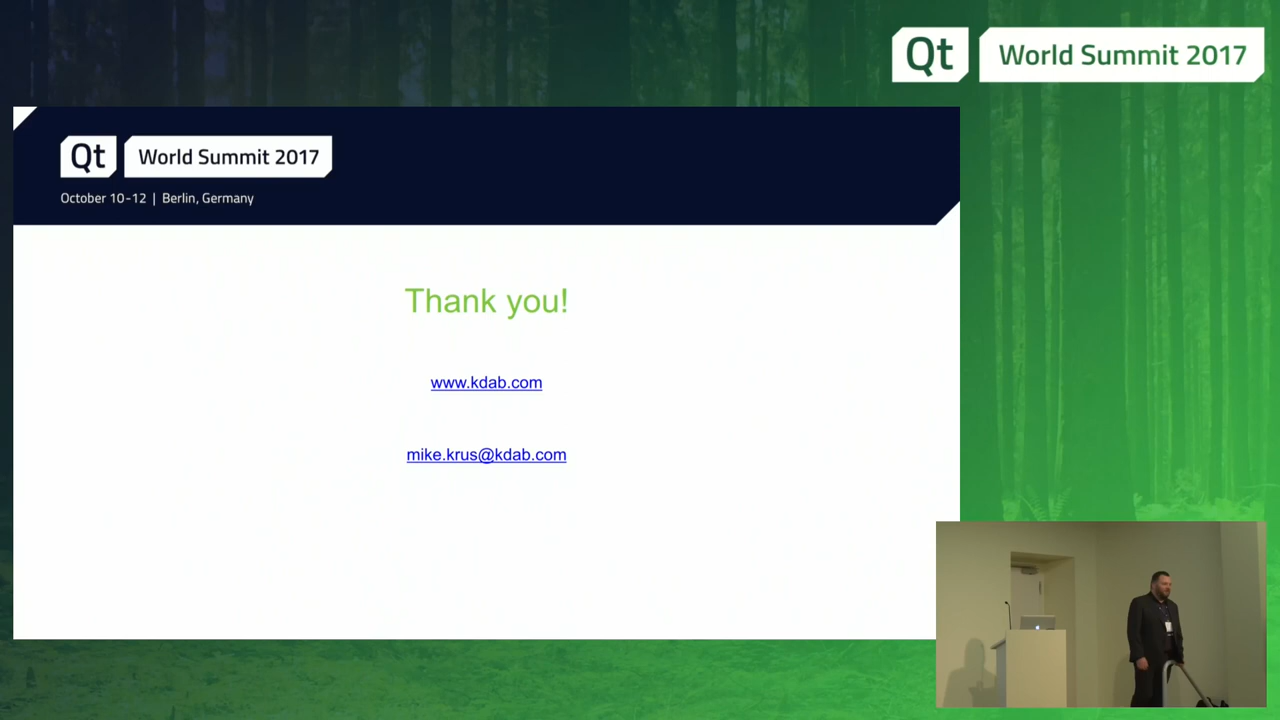 Qt World Summit 2017
Qt World Summit 2017
October 10-12 | Berlin, Germany
Thank you!
www.kdab.com
mike.krus@kdab.com